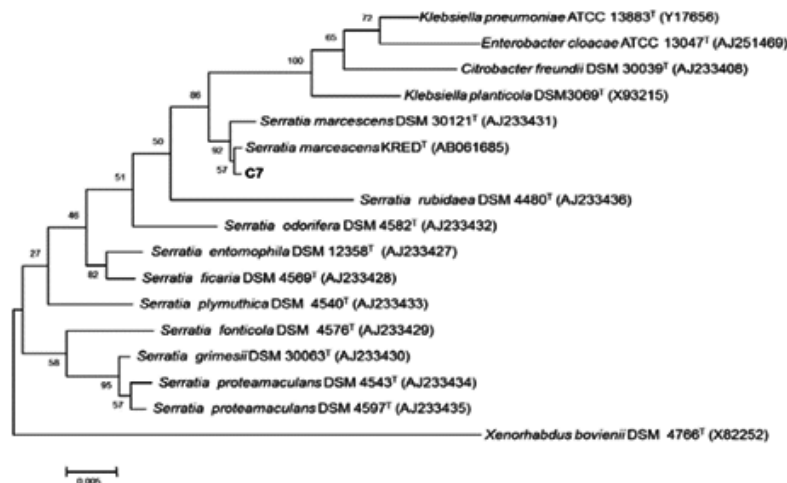 72
Klebsiella pneumoniae ATCC 13883ᵀ (Y17656)
65
Enterobacter cloacae ATCC 13047ᵀ (AJ251469)
100
Citrobacter freundii DSM 30039ᵀ (AJ233408)
86
Klebsiella planticola DSM3069ᵀ (X93215)
Serratia marcescens DSM 30121ᵀ (AJ233431)
50
92
Serratia marcescens KREDᵀ (AB061685)
57
C7
51
Serratia rubidaea DSM 4480ᵀ (AJ233436)
46
Serratia odorifera DSM 4582ᵀ (AJ233432)
27
Serratia entomophila DSM 12358ᵀ (AJ233427)
82
Serratia ficaria DSM 4569ᵀ (AJ233428)
Serratia plymuthica DSM 4540ᵀ (AJ233433)
Serratia fonticola DSM 4576ᵀ (AJ233429)
58
Serratia grimesii DSM 30063ᵀ (AJ233430)
95
Serratia proteamaculans DSM 4543ᵀ (AJ233434)
57
Serratia proteamaculans DSM 4597ᵀ (AJ233435)
Xenorhabdus bovienii DSM 4766ᵀ (X82252)
0.005